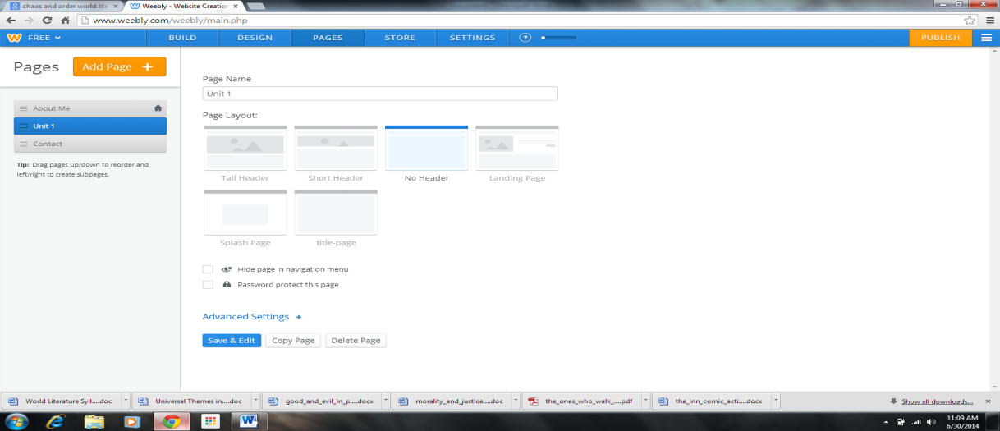 chaos and order world lite
Weebly - Website Creation
www.weebly.com/weebly/main.php
FREE
BUILD
DESIGN
PAGES
STORE
SETTINGS
?
PUBLISH
Pages
Add Page +
About Me
Unit 1
Contact
Tip: Drag pages up/down to reorder and
left/right to create subpages.
Page Name
Unit 1
Page Layout:
Tall Header
Short Header
No Header
Landing Page
Splash Page
title-page
Hide page in navigation menu
Password protect this page
Advanced Settings +
Save & Edit
Copy Page
Delete Page
World Literature Syll....doc
Universal Themes in....doc
good_and_evil_in_p....docx
morality_and_justice....doc
the_ones_who_walk_....pdf
the_inn_comic_acti....docx
Show all downloads...
11:09 AM
6/30/2014